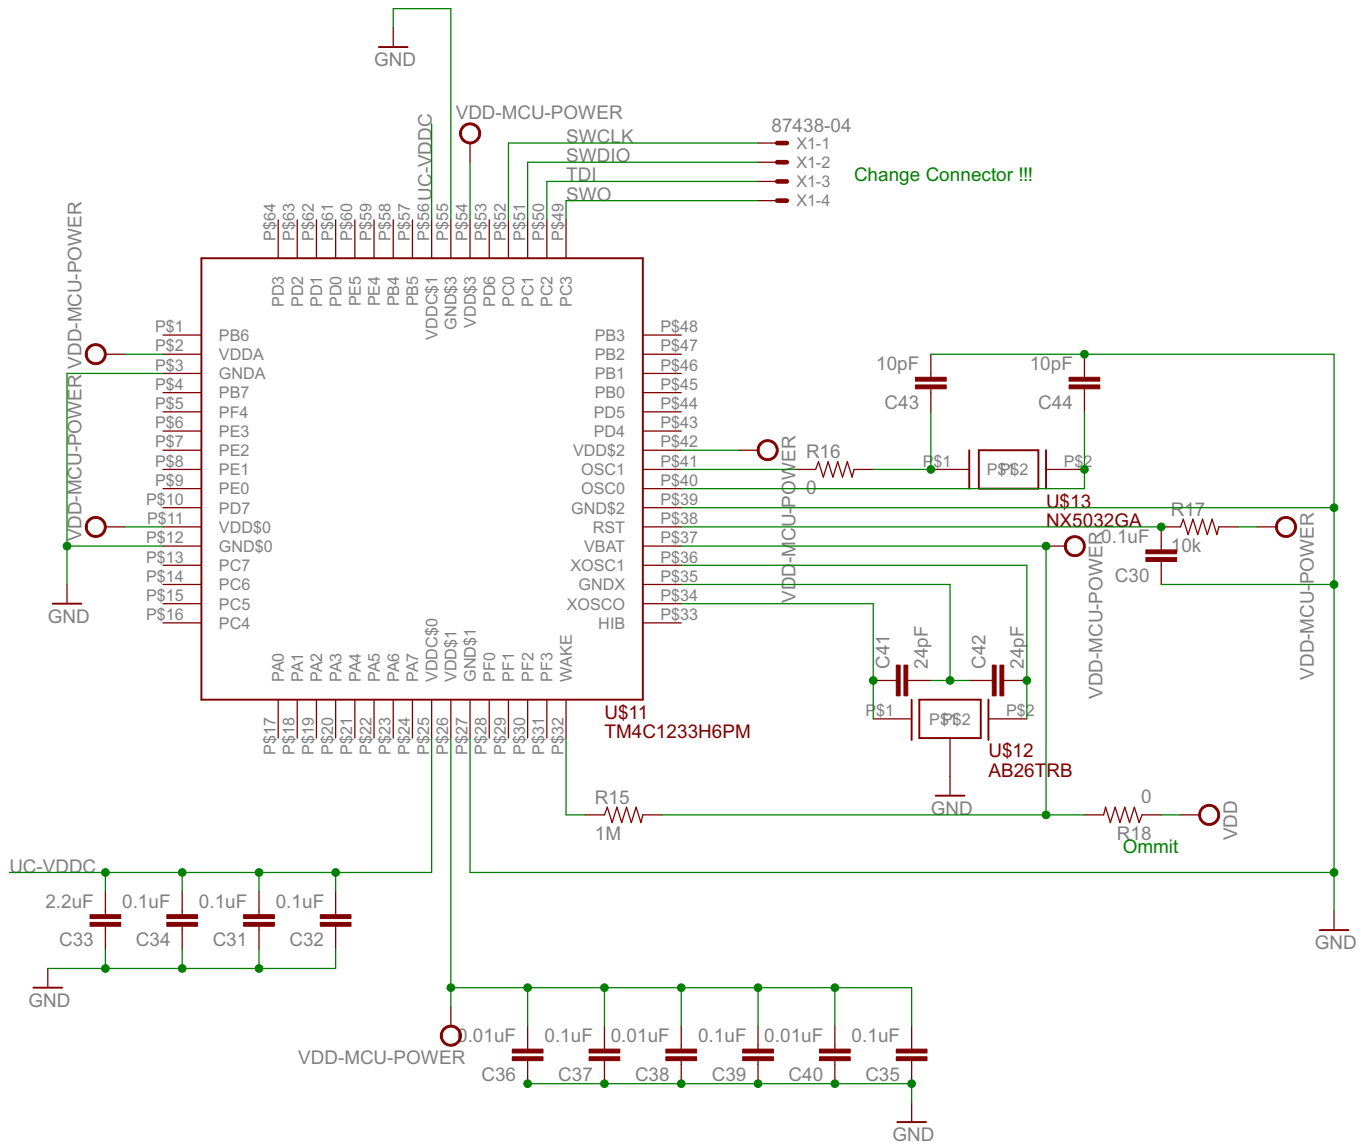 GND
VDD-MCU-POWER
UC-VDDC
SWCLK
SWDIO
TDI
SWO
87438-04
X1-1
X1-2
X1-3
X1-4
Change Connector !!!
P$64
P$63
P$62
P$61
P$60
P$59
P$58
P$57
P$56
P$55
P$54
P$53
P$52
P$51
P$50
P$49
PD3
PD2
PD1
PD0
PE5
PE4
PB4
PB5
VDDC$1
GND$3
VDD$3
PD6
PC0
PC1
PC2
PC3
VDD-MCU-POWER
VDD-MCU-POWER
P$1 PB6
P$2 VDDA
P$3 GNDA
P$4 PB7
P$5 PF4
P$6 PE3
P$7 PE2
P$8 PE1
P$9 PE0
P$10 PD7
P$11 VDD$0
P$12 GND$0
P$13 PC7
P$14 PC6
P$15 PC5
P$16 PC4
GND
PB3 P$48
PB2 P$47
PB1 P$46
PB0 P$45
PD5 P$44
PD4 P$43
VDD$2 P$42
OSC1 P$41
OSC0 P$40
GND$2 P$39
RST P$38
VBAT P$37
XOSC1 P$36
GNDX P$35
XOSCO P$34
HIB P$33
VDD-MCU-POWER
R16
0
10pF
C43
10pF
C44
P$1
P$1
P$2
P$2
U$13
NX5032GA
R17
10k
0.1uF
C30
VDD-MCU-POWER
VDD-MCU-POWER
C41
24pF
C42
24pF
P$1
P$1
P$2
P$2
U$12
AB26TRB
GND
PA0
PA1
PA2
PA3
PA4
PA5
PA6
PA7
VDDC$0
VDD$1
GND$1
PF0
PF1
PF2
PF3
WAKE
P$17
P$18
P$19
P$20
P$21
P$22
P$23
P$24
P$25
P$26
P$27
P$28
P$29
P$30
P$31
P$32
U$11
TM4C1233H6PM
R15
1M
0
R18
Ommit
VDD
UC-VDDC
2.2uF
C33
0.1uF
C34
0.1uF
C31
0.1uF
C32
GND
GND
VDD-MCU-POWER
0.01uF
C36
0.1uF
C37
0.01uF
C38
0.1uF
C39
0.01uF
C40
0.1uF
C35
GND